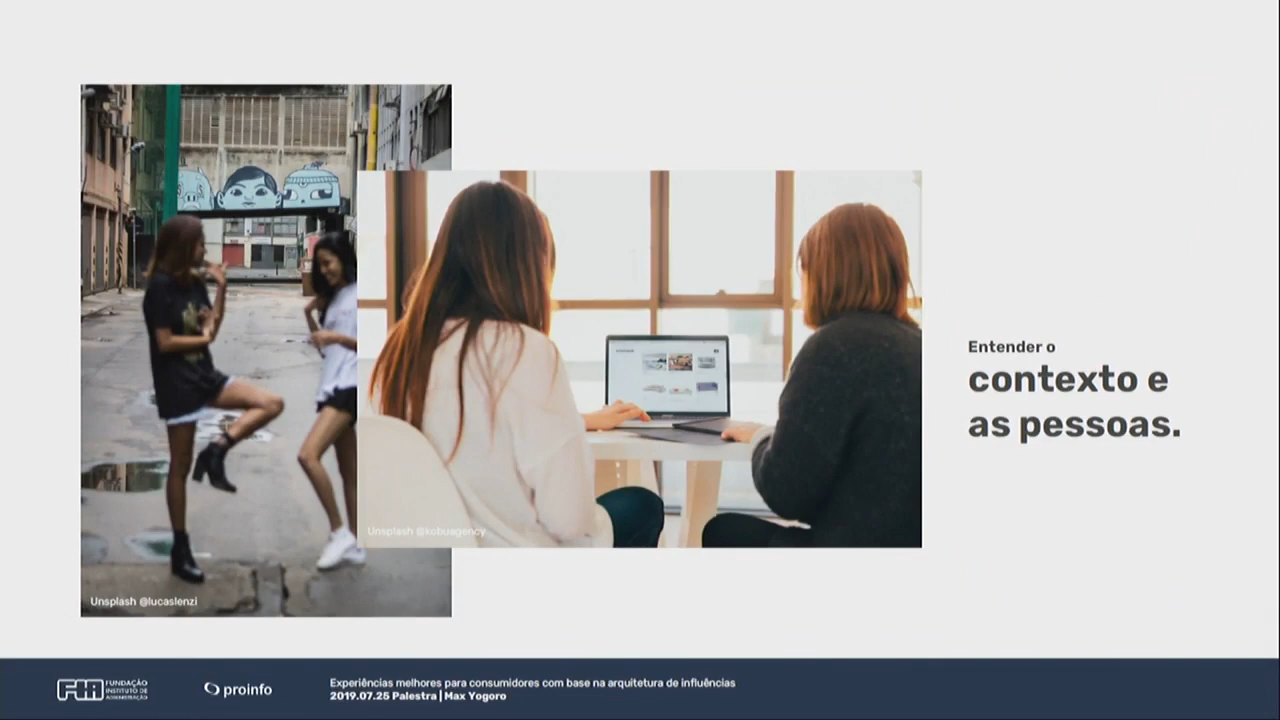 Entender o
contexto e
as pessoas.
Unsplash @kobuagency
Unsplash @lucaslenzi
FIA
FUNDAÇÃO
INSTITUTO DE
ADMINISTRAÇÃO
proinfo
Experiências melhores para consumidores com base na arquitetura de influências
2019.07.25 Palestra | Max Yogoro